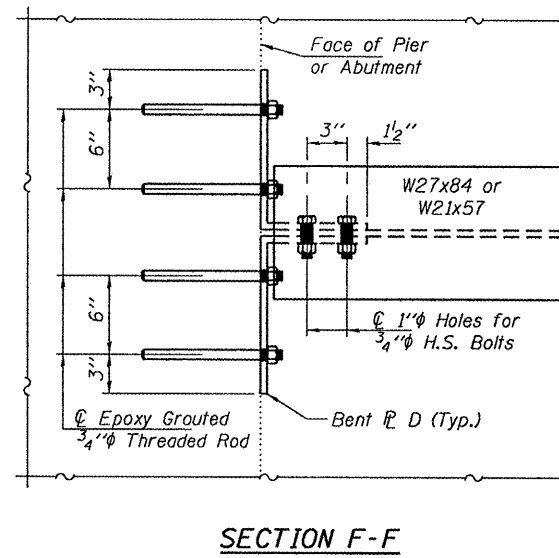 Face of Pier
or Abutment
3"
6"
3"
1½"
W27x84 or
W21x57
6"
3"
℄ 1"φ Holes for
¾"φ H.S. Bolts
℄ Epoxy Grouted
¾"φ Threaded Rod
Bent ℄ D (Typ.)
SECTION F-F